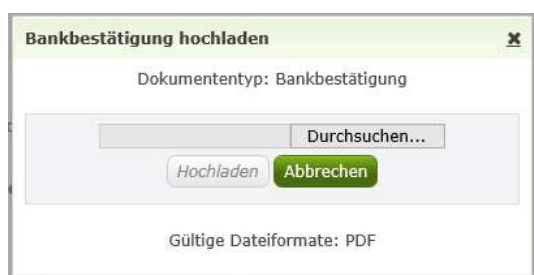 Bankbestätigung hochladen x
Dokumententyp: Bankbestätigung
Durchsuchen...
Hochladen Abbrechen
Gültige Dateiformate: PDF